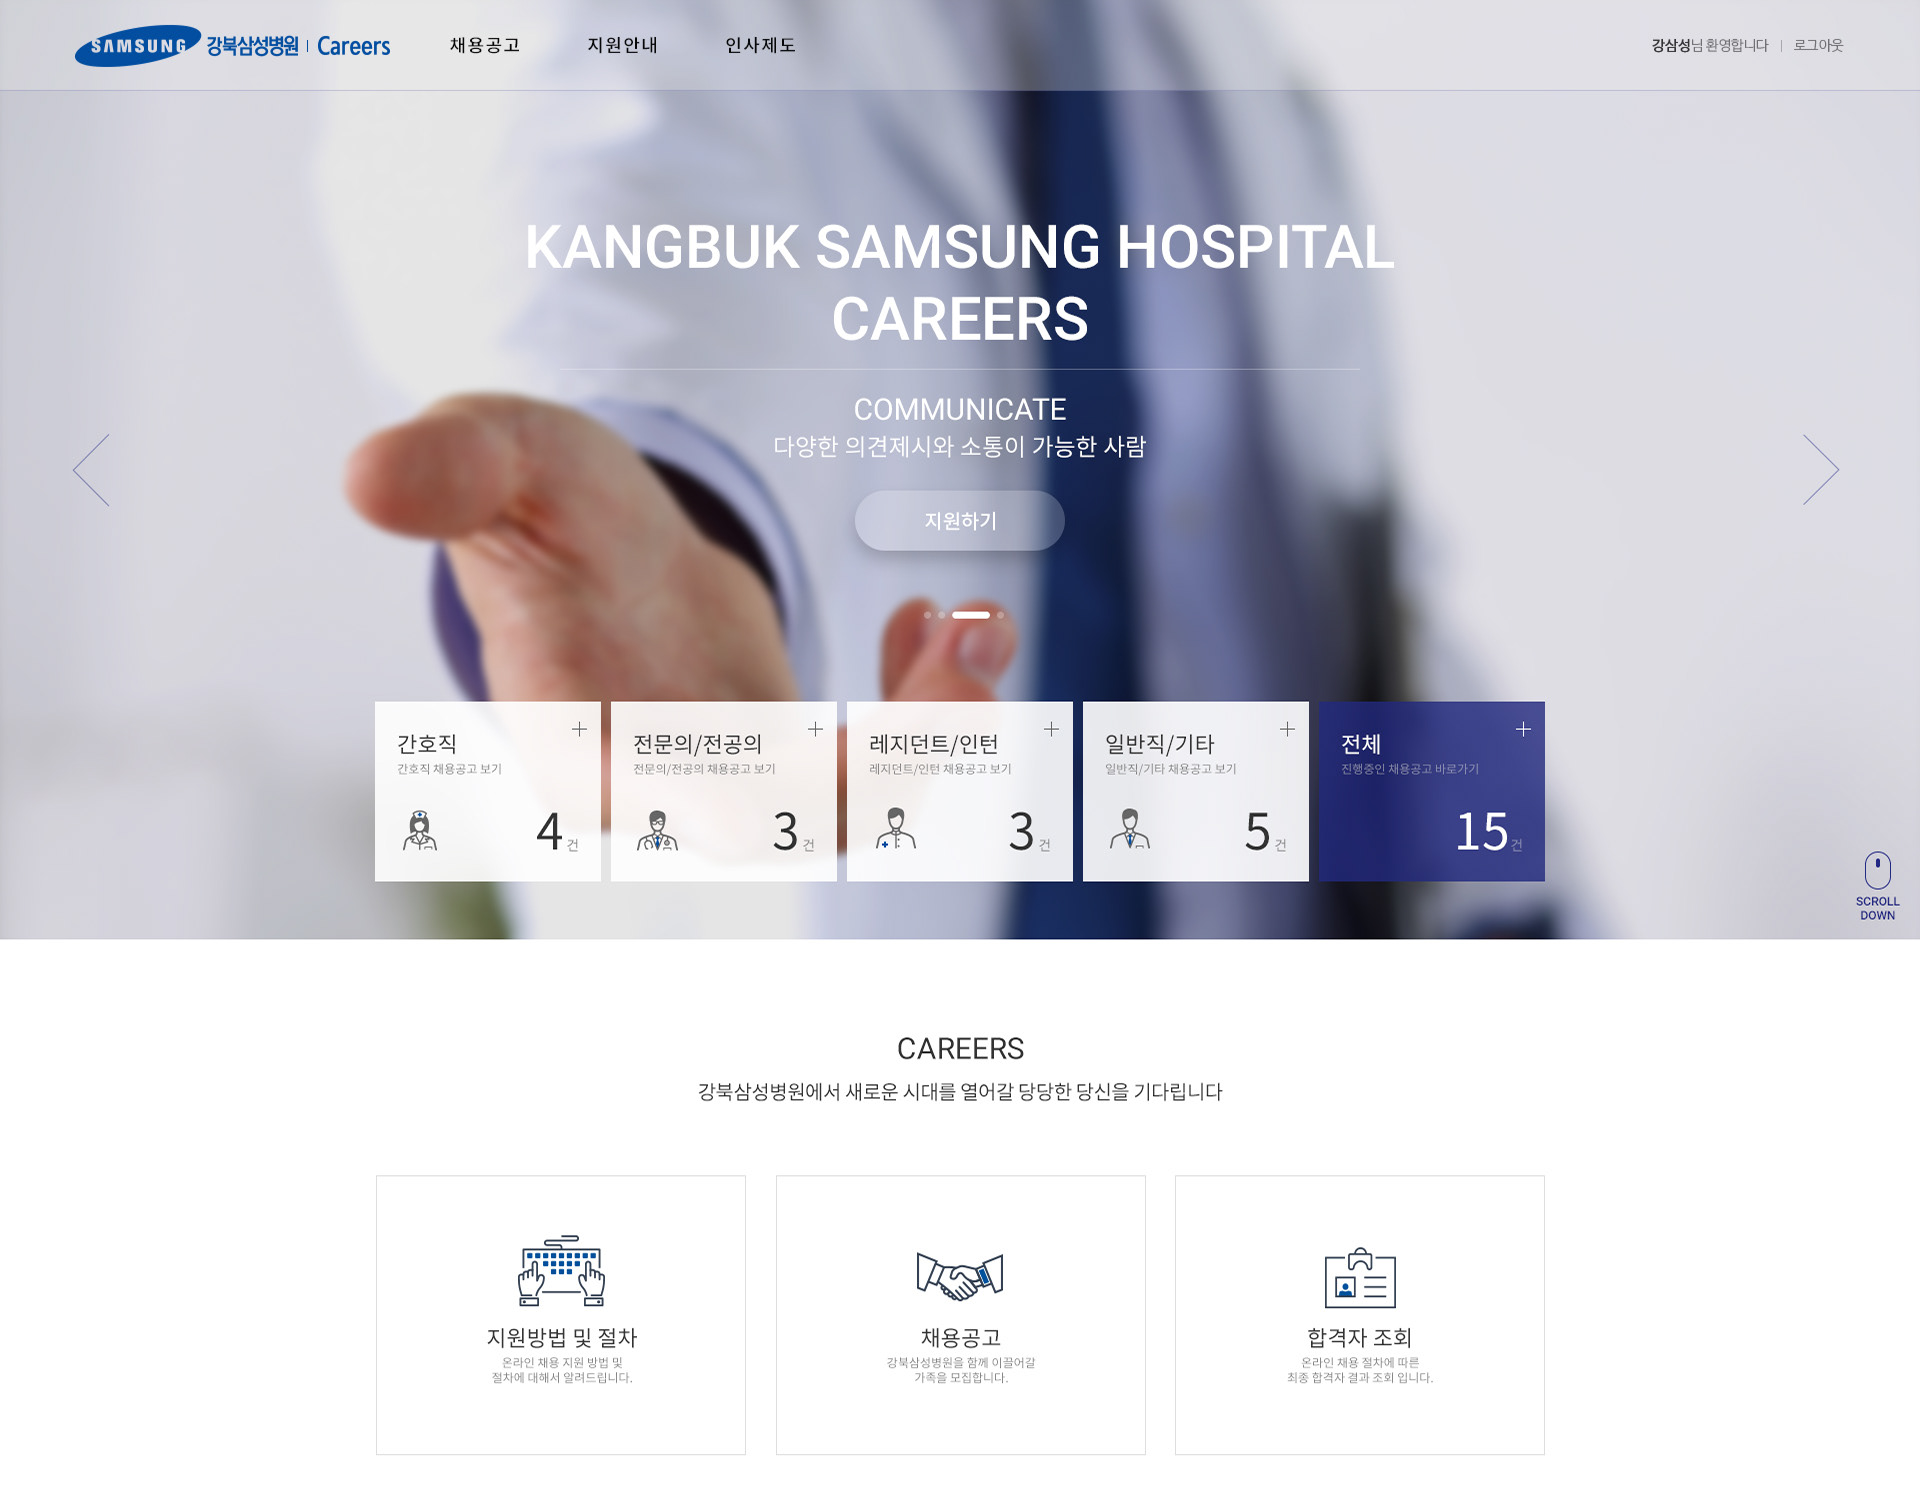 SAMSUNG 강북삼성병원 | Careers
채용공고
지원안내
인사제도
강삼성님 환영합니다 | 로그아웃
KANGBUK SAMSUNG HOSPITAL
CAREERS
COMMUNICATE
다양한 의견제시와 소통이 가능한 사람
지원하기
간호직
간호직 채용공고 보기
4 건
전문의/전공의
전문의/전공의 채용공고 보기
3 건
레지던트/인턴
레지던트/인턴 채용공고 보기
3 건
일반직/기타
일반직/기타 채용공고 보기
5 건
전체
진행중인 채용공고 바로가기
15 건
SCROLL
DOWN
CAREERS
강북삼성병원에서 새로운 시대를 열어갈 당당한 당신을 기다립니다
지원방법 및 절차
온라인 채용 지원 방법 및
절차에 대해서 알려드립니다.
채용공고
강북삼성병원을 함께 이끌어갈
가족을 모집합니다.
합격자 조회
온라인 채용 절차에 따른
최종 합격자 결과 조회 입니다.